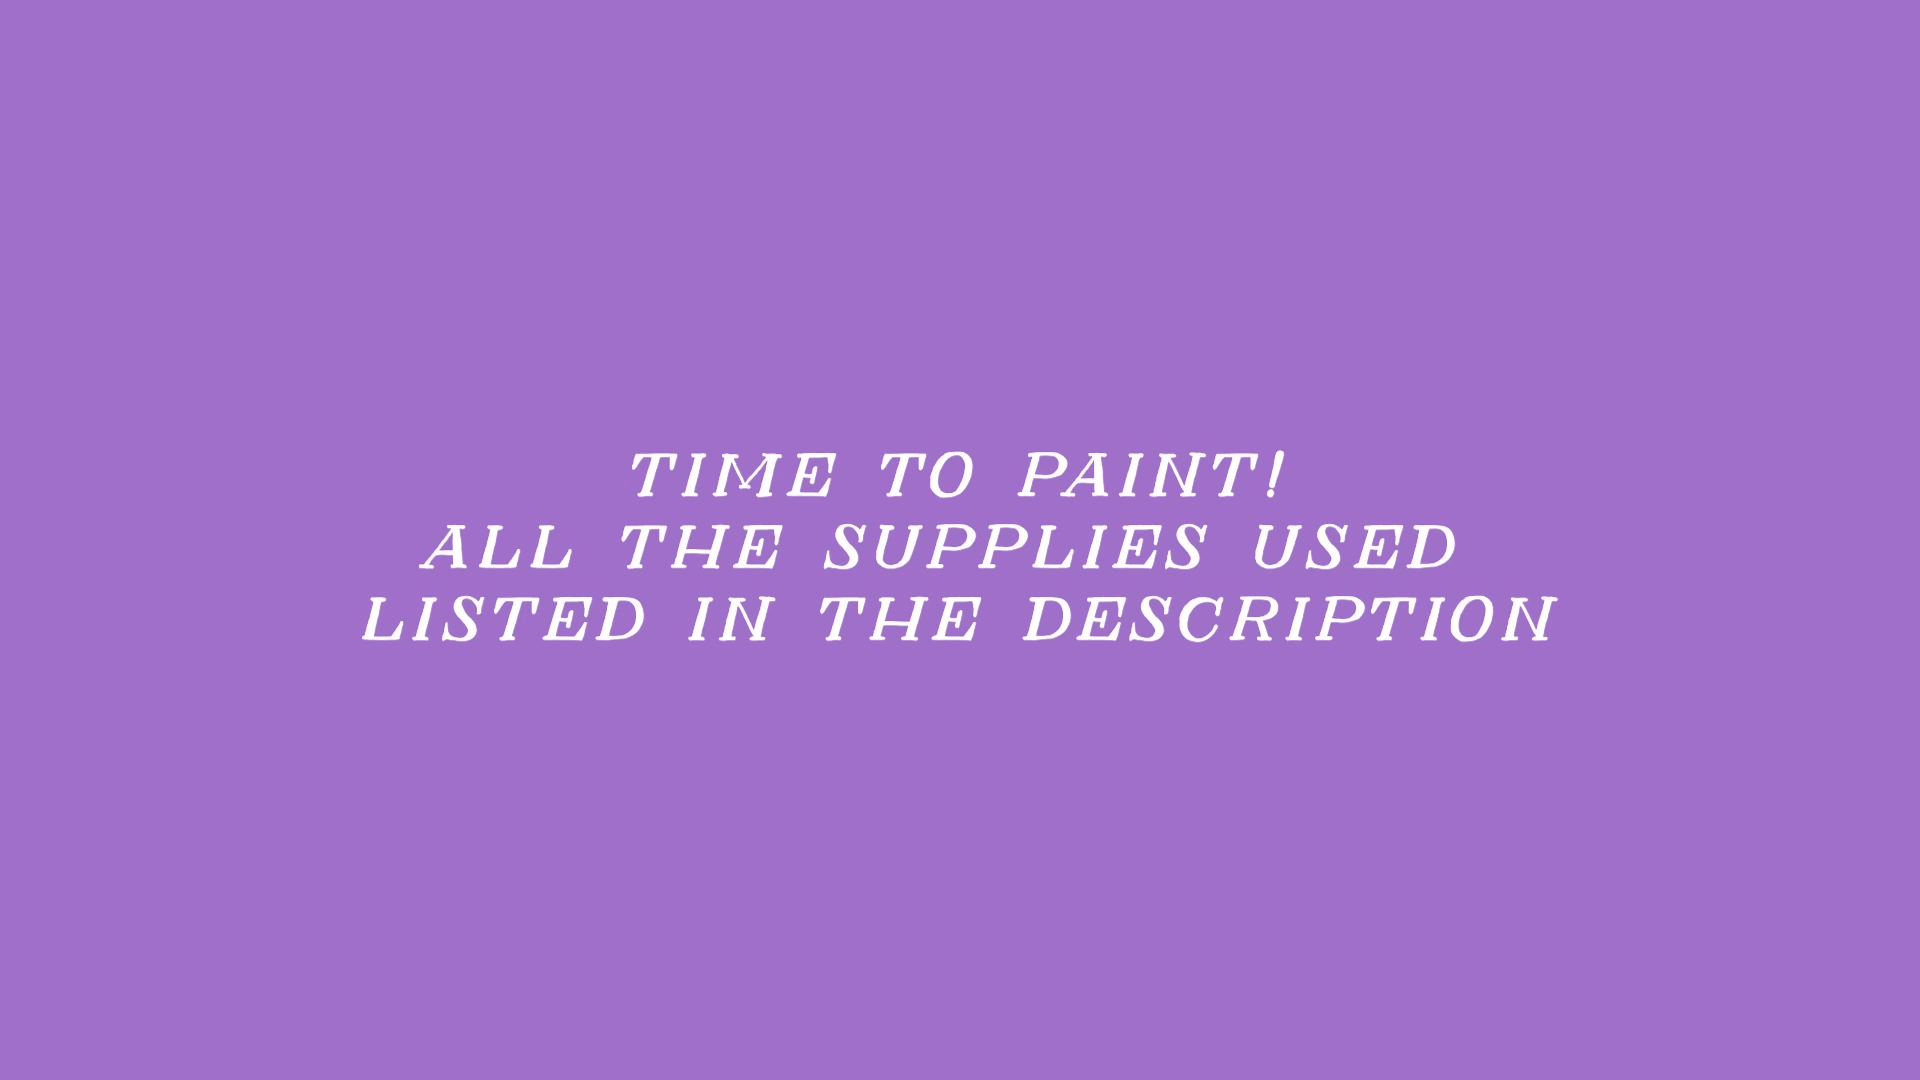 TIME TO PAINT!
ALL THE SUPPLIES USED
LISTED IN THE DESCRIPTION